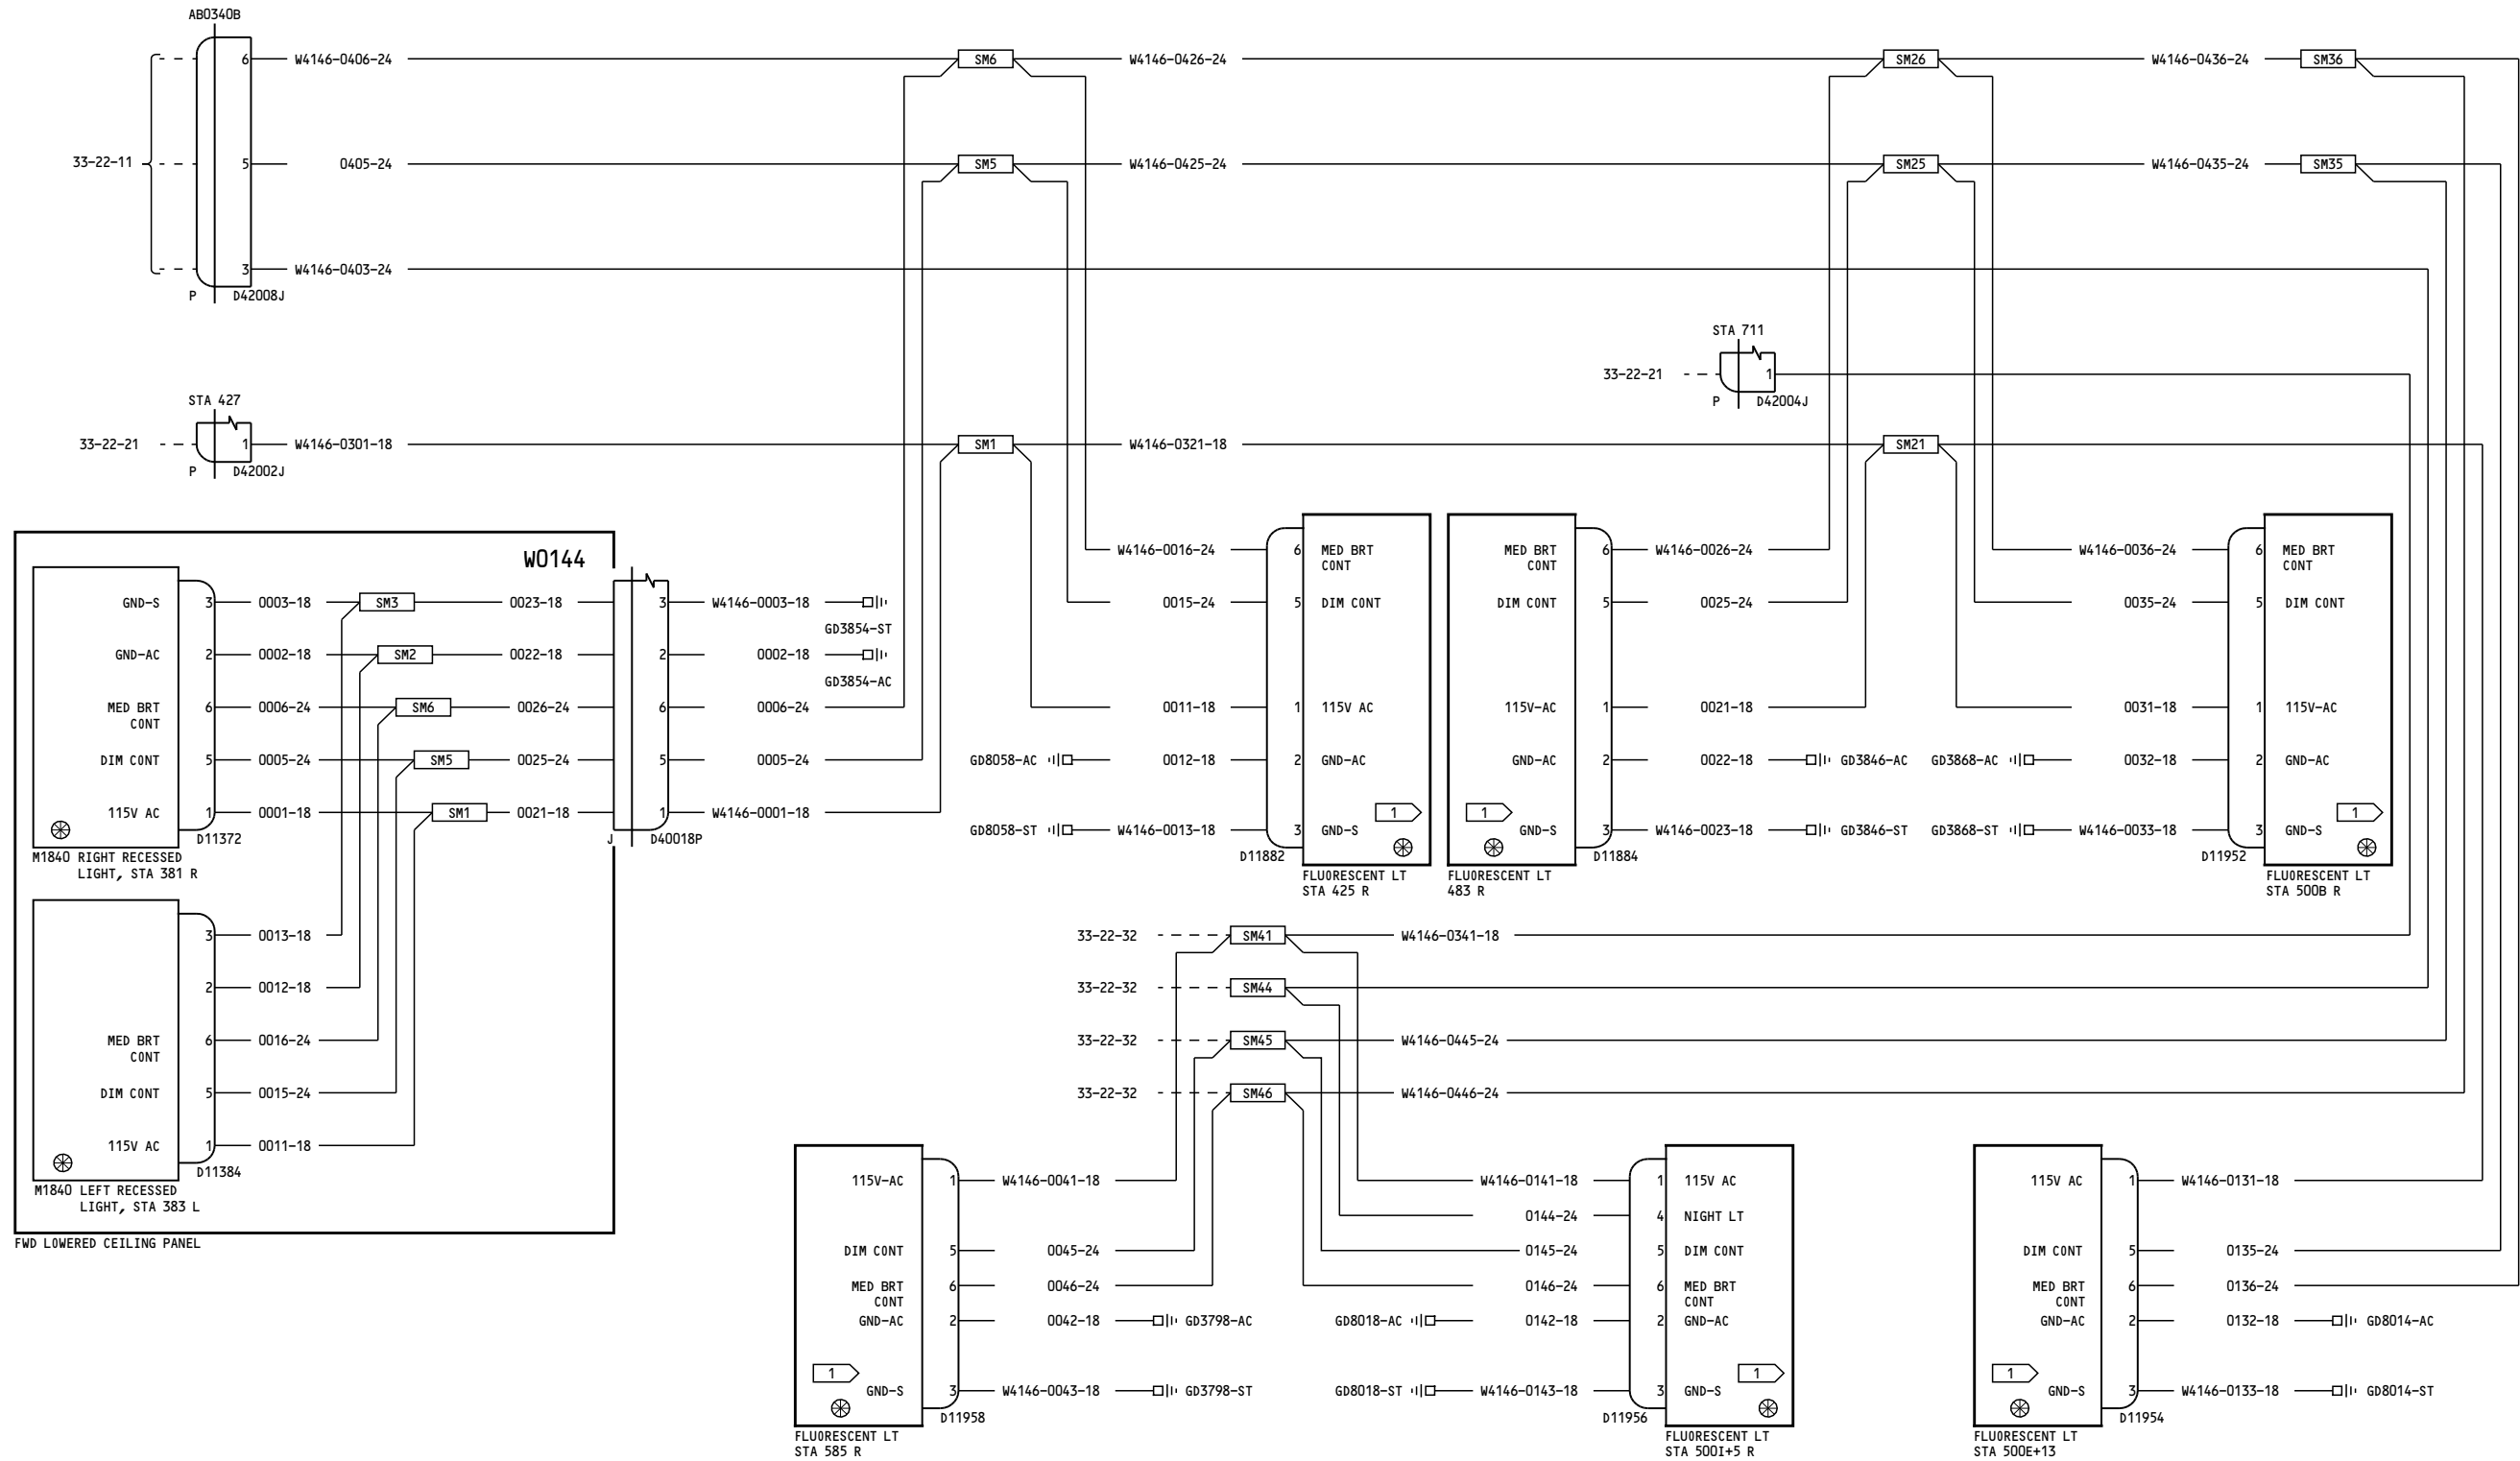 AB0340B
6
W4146-0406-24
SM6
W4146-0426-24
SM26
W4146-0436-24
SM36
33-22-11
5
0405-24
SM5
W4146-0425-24
SM25
W4146-0435-24
SM35
3
W4146-0403-24
P
D42008J
STA 711
33-22-21
1
P
D42004J
STA 427
33-22-21
1
W4146-0301-18
SM1
W4146-0321-18
SM21
P
D42002J
W0144
GND-S
3
0003-18
SM3
0023-18
3
W4146-0003-18
GD3854-ST
GND-AC
2
0002-18
SM2
0022-18
2
0002-18
GD3854-AC
MED BRT
CONT
6
0006-24
SM6
0026-24
6
0006-24
DIM CONT
5
0005-24
SM5
0025-24
5
0005-24
115V AC
1
0001-18
SM1
0021-18
1
W4146-0001-18
D11372
J
D40018P
M1840 RIGHT RECESSED
LIGHT, STA 381 R
3
0013-18
2
0012-18
MED BRT
CONT
6
0016-24
DIM CONT
5
0015-24
115V AC
1
0011-18
D11384
M1840 LEFT RECESSED
LIGHT, STA 383 L
FWD LOWERED CEILING PANEL
W4146-0016-24
6
MED BRT
CONT
0015-24
5
DIM CONT
0011-18
1
115V AC
GD8058-AC
0012-18
2
GND-AC
1
GD8058-ST
W4146-0013-18
3
GND-S
D11882
FLUORESCENT LT
STA 425 R
MED BRT
CONT
6
W4146-0026-24
DIM CONT
5
0025-24
115V-AC
1
0021-18
GND-AC
2
0022-18
GD3846-AC
1
GND-S
3
W4146-0023-18
GD3846-ST
D11884
FLUORESCENT LT
483 R
W4146-0036-24
6
MED BRT
CONT
0035-24
5
DIM CONT
0031-18
1
115V-AC
GD3868-AC
0032-18
2
GND-AC
1
GD3868-ST
W4146-0033-18
3
GND-S
D11952
FLUORESCENT LT
STA 500B R
33-22-32
SM41
W4146-0341-18
33-22-32
SM44
33-22-32
SM45
W4146-0445-24
33-22-32
SM46
W4146-0446-24
115V-AC
1
W4146-0041-18
DIM CONT
5
0045-24
MED BRT
CONT
6
0046-24
GND-AC
2
0042-18
GD3798-AC
1
GND-S
3
W4146-0043-18
GD3798-ST
D11958
FLUORESCENT LT
STA 585 R
W4146-0141-18
1
115V AC
0144-24
4
NIGHT LT
0145-24
5
DIM CONT
0146-24
6
MED BRT
CONT
GD8018-AC
0142-18
2
GND-AC
1
GD8018-ST
W4146-0143-18
3
GND-S
D11956
FLUORESCENT LT
STA 500I+5 R
115V AC
1
W4146-0131-18
DIM CONT
5
0135-24
MED BRT
CONT
6
0136-24
GND-AC
2
0132-18
GD8014-AC
1
GND-S
3
W4146-0133-18
GD8014-ST
D11954
FLUORESCENT LT
STA 500E+13